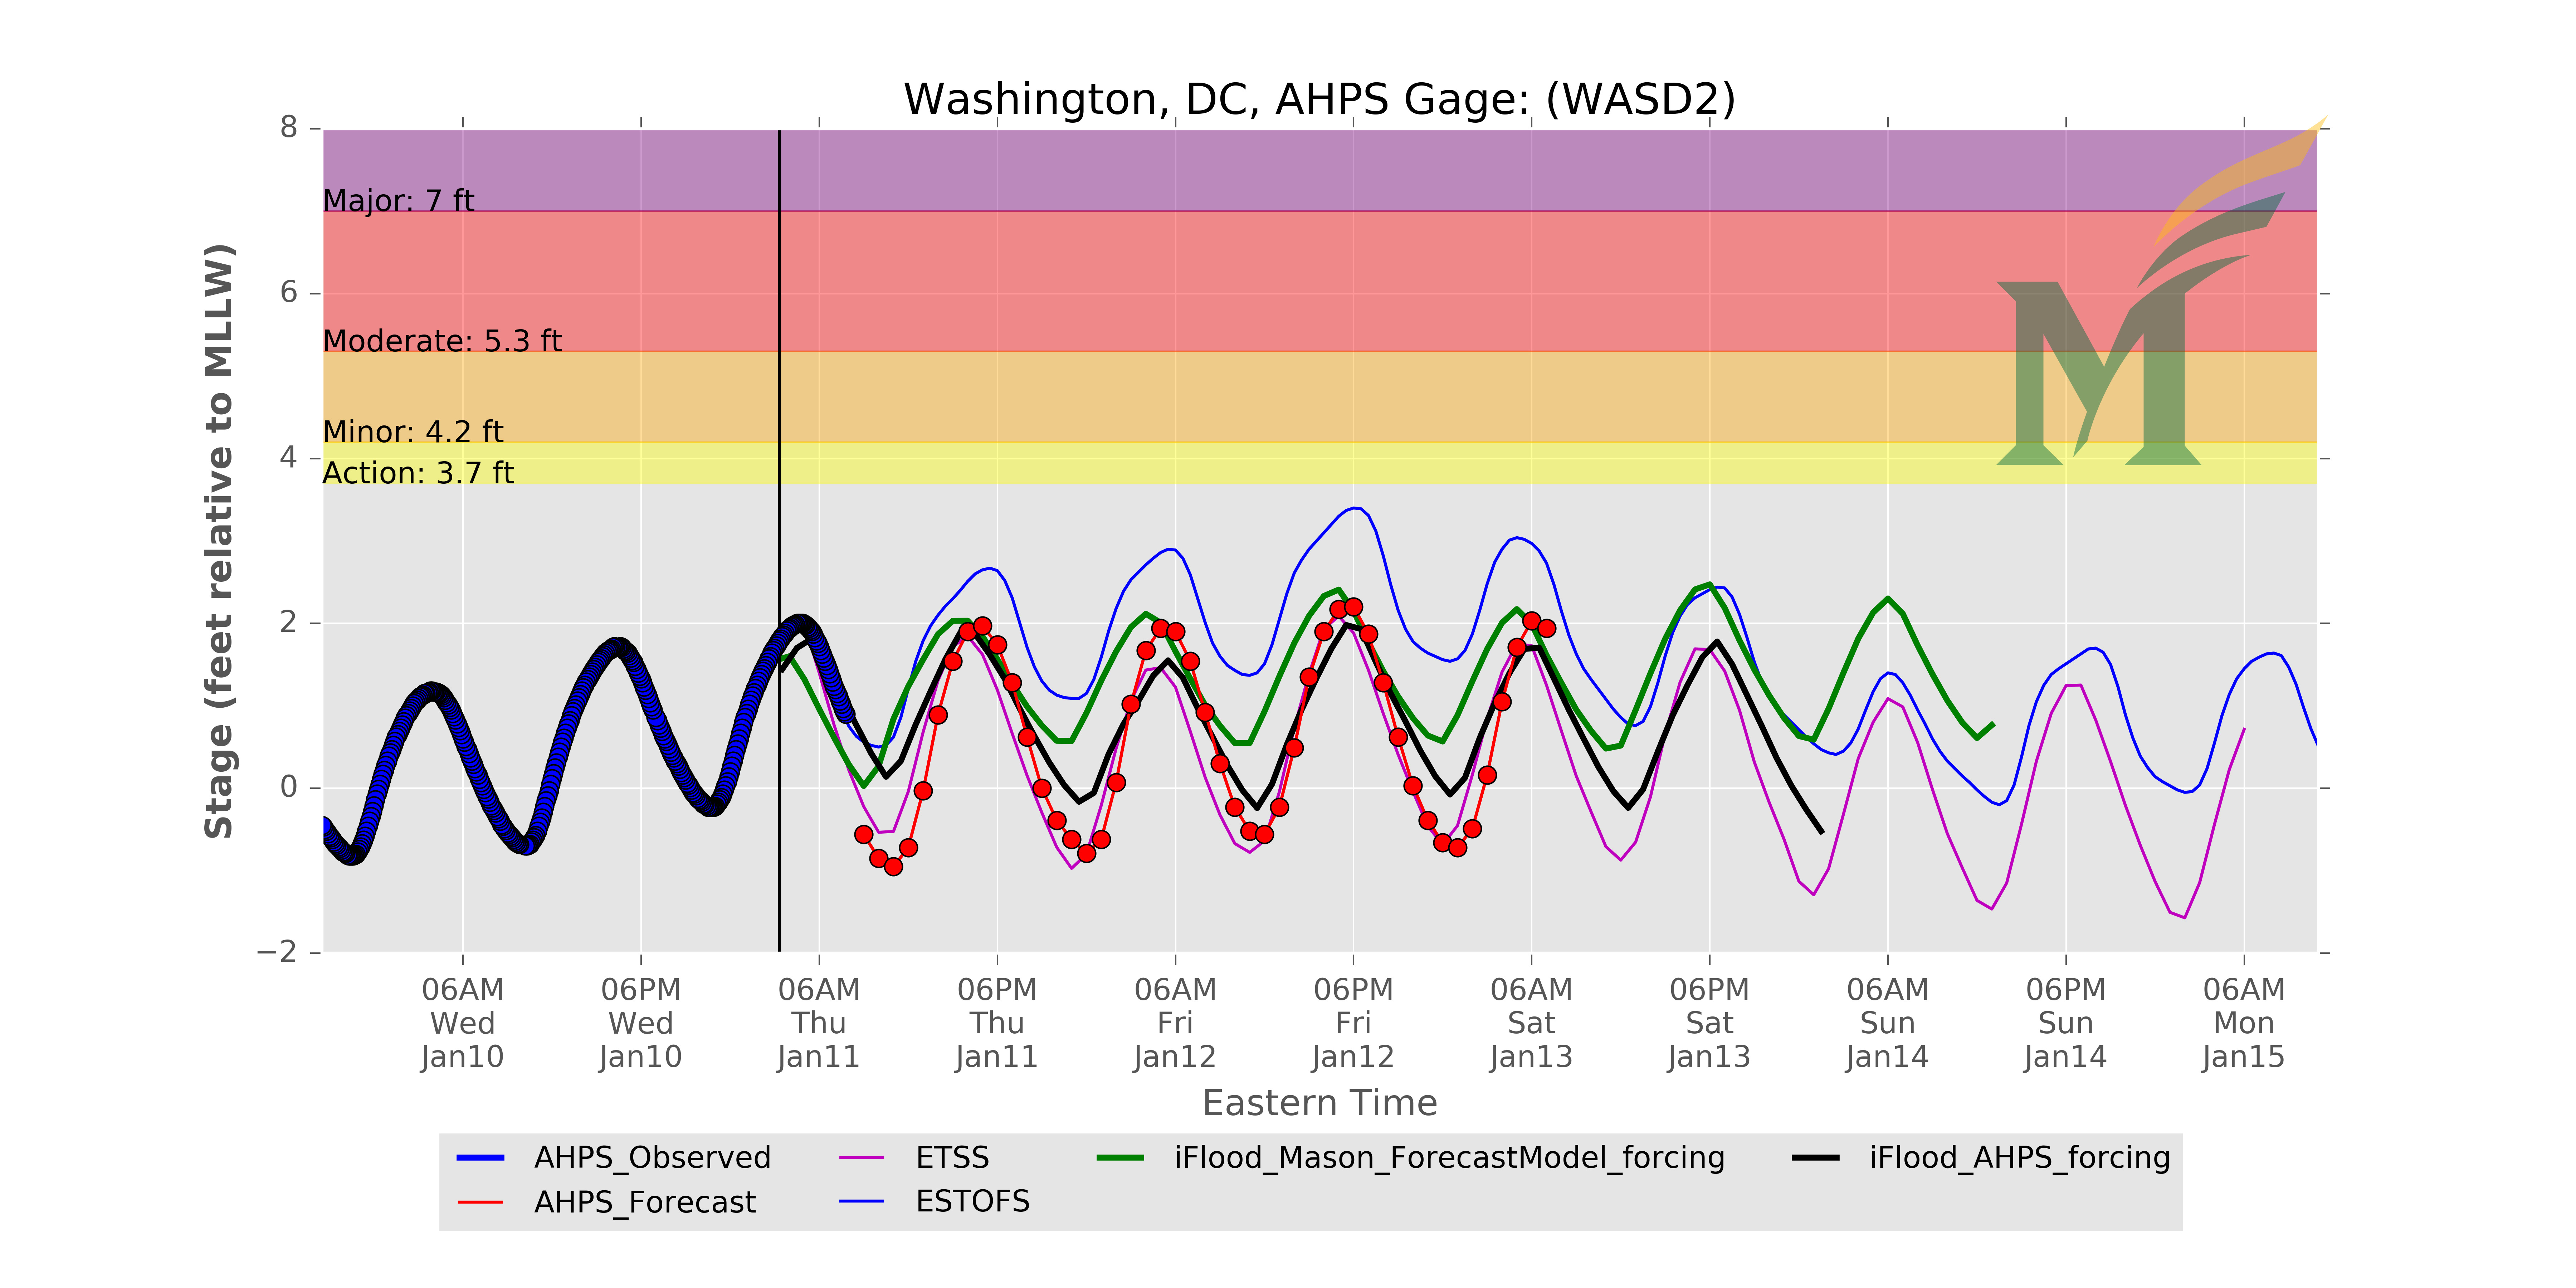 Washington, DC, AHPS Gage: (WASD2)
8
Major: 7 ft
6
Moderate: 5.3 ft
Minor: 4.2 ft
4
Action: 3.7 ft
2
0
−2
Stage (feet relative to MLLW)
06AM 06PM 06AM 06PM 06AM 06PM 06AM 06PM 06AM 06PM 06AM
Wed Wed Thu Thu Fri Fri Sat Sat Sun Sun Mon
Jan10 Jan10 Jan11 Jan11 Jan12 Jan12 Jan13 Jan13 Jan14 Jan14 Jan15
Eastern Time
AHPS_Observed ETSS iFlood_Mason_ForecastModel_forcing iFlood_AHPS_forcing
AHPS_Forecast ESTOFS
M